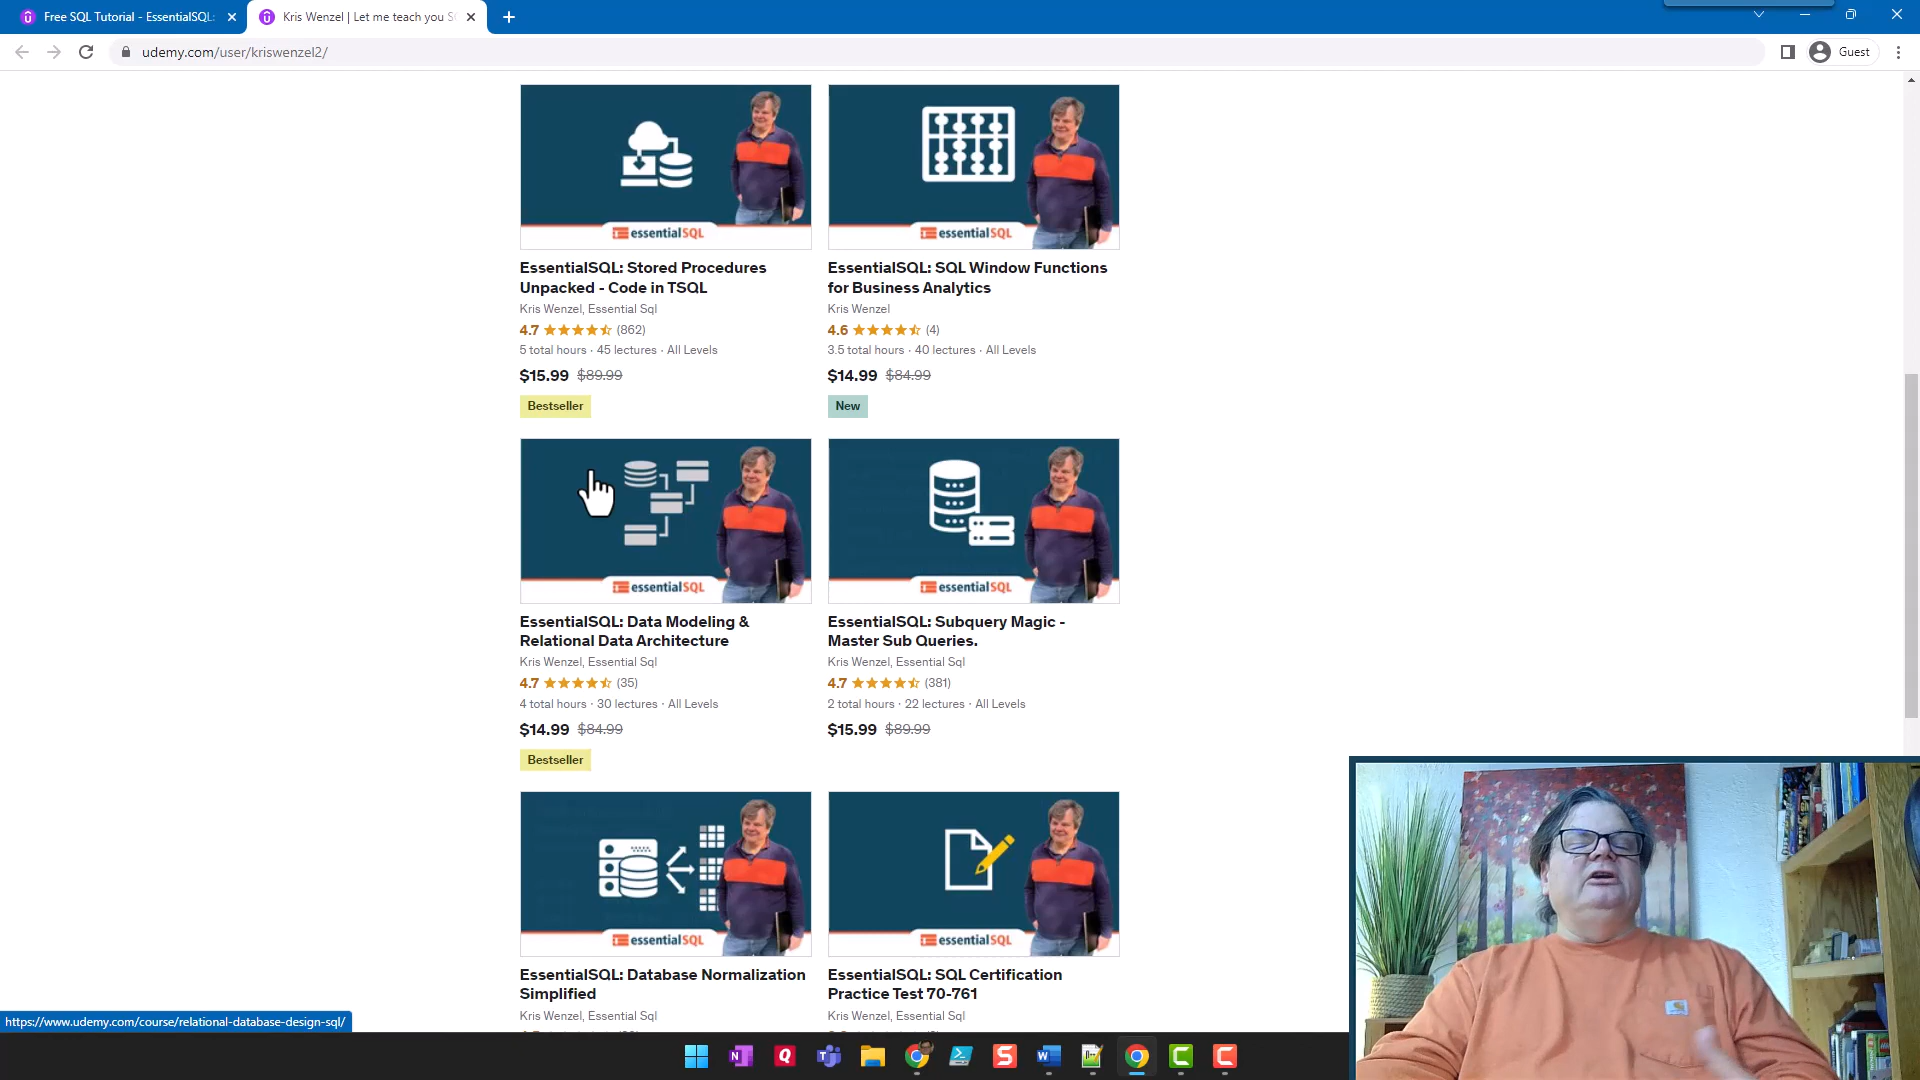 Free SQL Tutorial - EssentialSQL:
Kris Wenzel | Let me teach you S
udemy.com/user/kriswenzel2/
Guest
essentialSQL
essentialSQL
EssentialSQL: Stored Procedures
Unpacked - Code in TSQL
Kris Wenzel, Essential Sql
4.7 (862)
5 total hours · 45 lectures · All Levels
$15.99 $89.99
Bestseller
EssentialSQL: SQL Window Functions
for Business Analytics
Kris Wenzel
4.6 (4)
3.5 total hours · 40 lectures · All Levels
$14.99 $84.99
New
essentialSQL
essentialSQL
EssentialSQL: Data Modeling &
Relational Data Architecture
Kris Wenzel, Essential Sql
4.7 (35)
4 total hours · 30 lectures · All Levels
$14.99 $84.99
Bestseller
EssentialSQL: Subquery Magic -
Master Sub Queries.
Kris Wenzel, Essential Sql
4.7 (381)
2 total hours · 22 lectures · All Levels
$15.99 $89.99
essentialSQL
essentialSQL
EssentialSQL: Database Normalization
Simplified
Kris Wenzel, Essential Sql
EssentialSQL: SQL Certification
Practice Test 70-761
Kris Wenzel, Essential Sql
https://www.udemy.com/course/relational-database-design-sql/